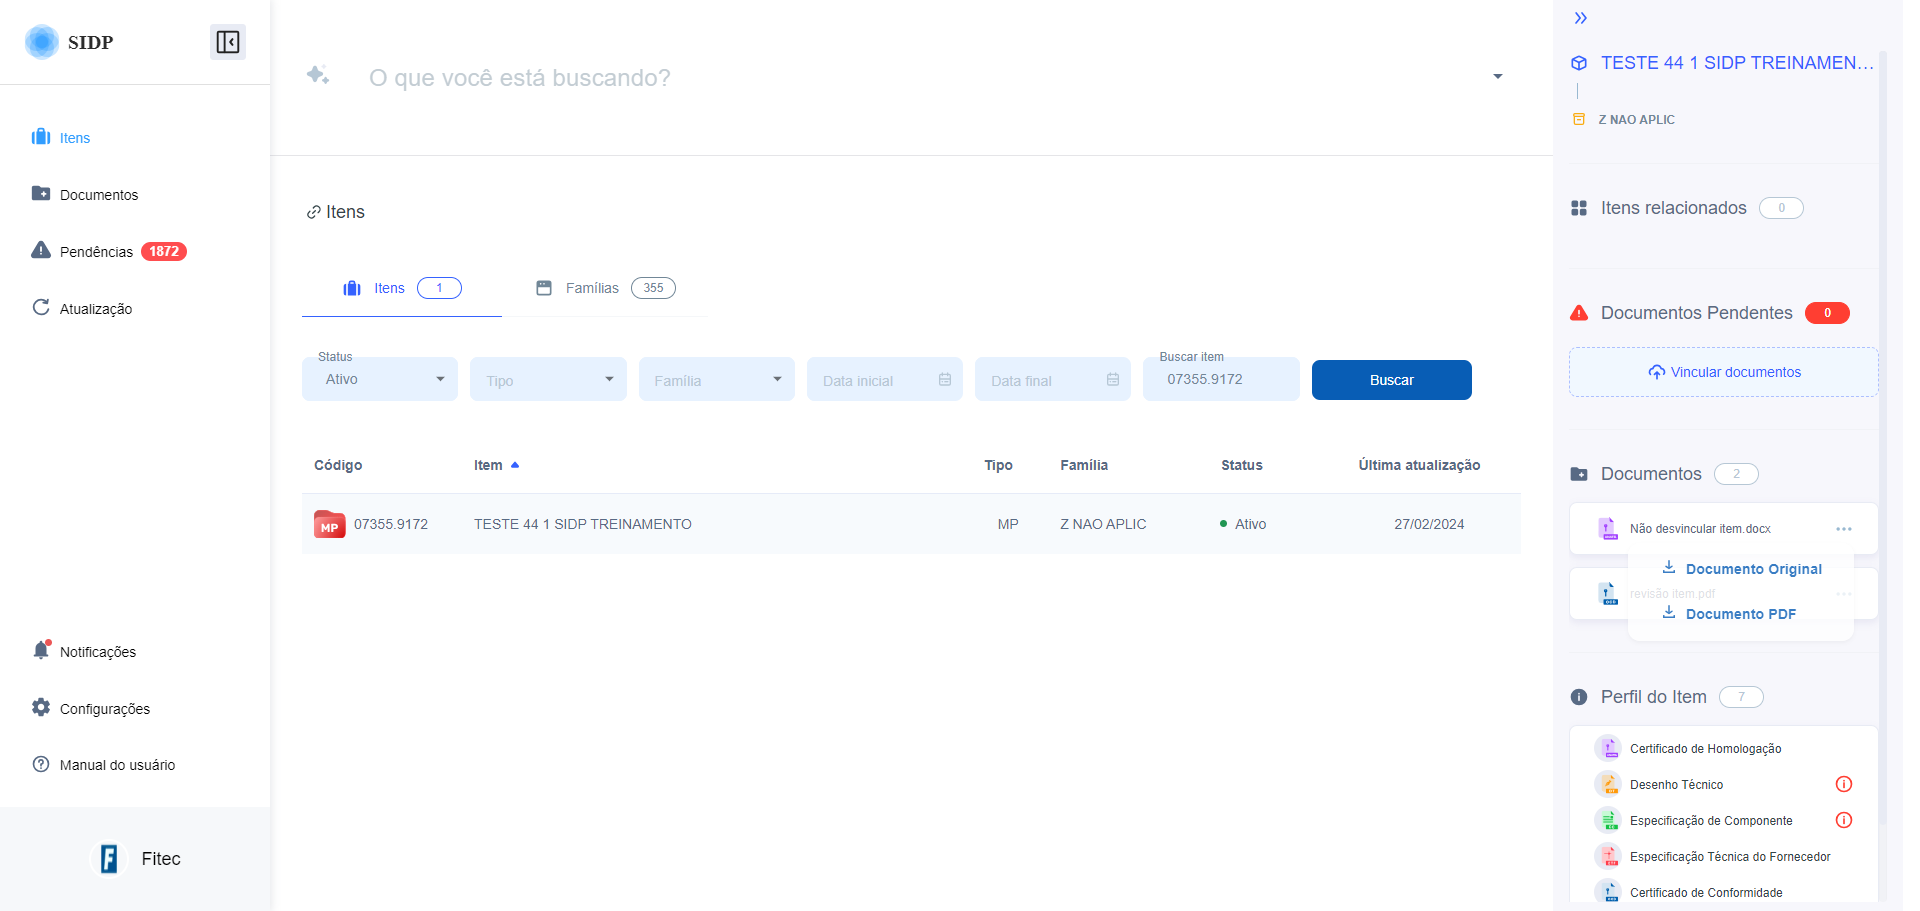 SIDP
Itens
Documentos
Pendências 1872
Atualização
Notificações
Configurações
Manual do usuário
Fitec
O que você está buscando?
Itens
Itens 1 Famílias 355
Status
Ativo
Tipo
Família
Data inicial
Data final
Buscar item
07355.9172
Buscar
Código Item Tipo Família Status Última atualização
MP 07355.9172 TESTE 44 1 SIDP TREINAMENTO MP Z NAO APLIC Ativo 27/02/2024
TESTE 44 1 SIDP TREINAMEN...
Z NAO APLIC
Itens relacionados 0
Documentos Pendentes 0
Vincular documentos
Documentos 2
Não desvincular item.docx
Documento Original
revisão item.pdf
Documento PDF
Perfil do Item 7
Certificado de Homologação
Desenho Técnico
Especificação de Componente
Especificação Técnica do Fornecedor
Certificado de Conformidade